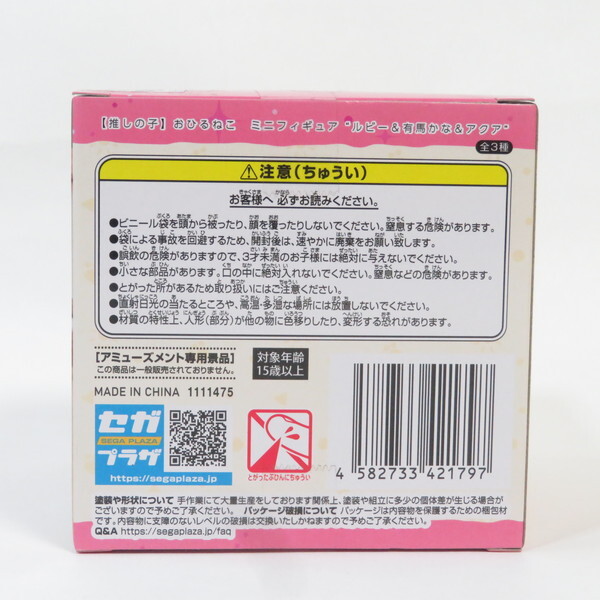 【推しの子】おひるねこ ミニフィギュア "ルビー&有馬かな&アクア"
全3種
注意(ちゅうい)
お客様へ 必ずお読みください。
●ビニール袋を頭から被ったり、顔を覆ったりしないでください。窒息する危険があります。
●袋による事故を回避するため、開封後は、速やかに廃棄をお願い致します。
●誤飲の危険がありますので、3才未満のお子様には絶対に与えないでください。
●小さな部品があります。口の中に絶対入れないでください。窒息などの危険があります。
●とがった所があるため取り扱いにはご注意ください。
●直射日光の当たるところや、高温・多湿な場所には放置しないでください。
●材質の特性上、人形(部分)が他の物に色移りしたり、変形する恐れがあります。
【アミューズメント専用景品】
この商品は一般販売されておりません。
対象年齢
15歳以上
MADE IN CHINA 1111475
セガ
SEGA PLAZA
プラザ
https://segaplaza.jp
とがったぶひんにちゅうい
4 582733 421797
塗装や形状について 手作業にて大量生産をしております関係上、塗装や組立に多少の個体差が生じる場合が
ございますので予めご了承ください。 パッケージ破損について パッケージは内容物を保護するための梱包材
です。内容物に支障のないレベルの破損は交換いたしかねますので予めご了承ください。
Q&A https://segaplaza.jp/faq